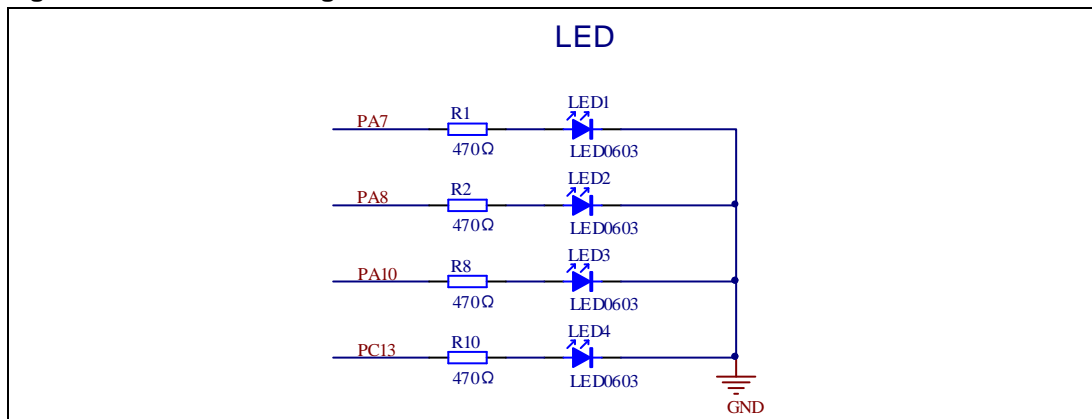 LED
LED1
R1
PA7
470Ω
LED0603
LED2
R2
PA8
470Ω
LED0603
LED3
R8
PA10
470Ω
LED0603
LED4
R10
PC13
470Ω
LED0603
GND